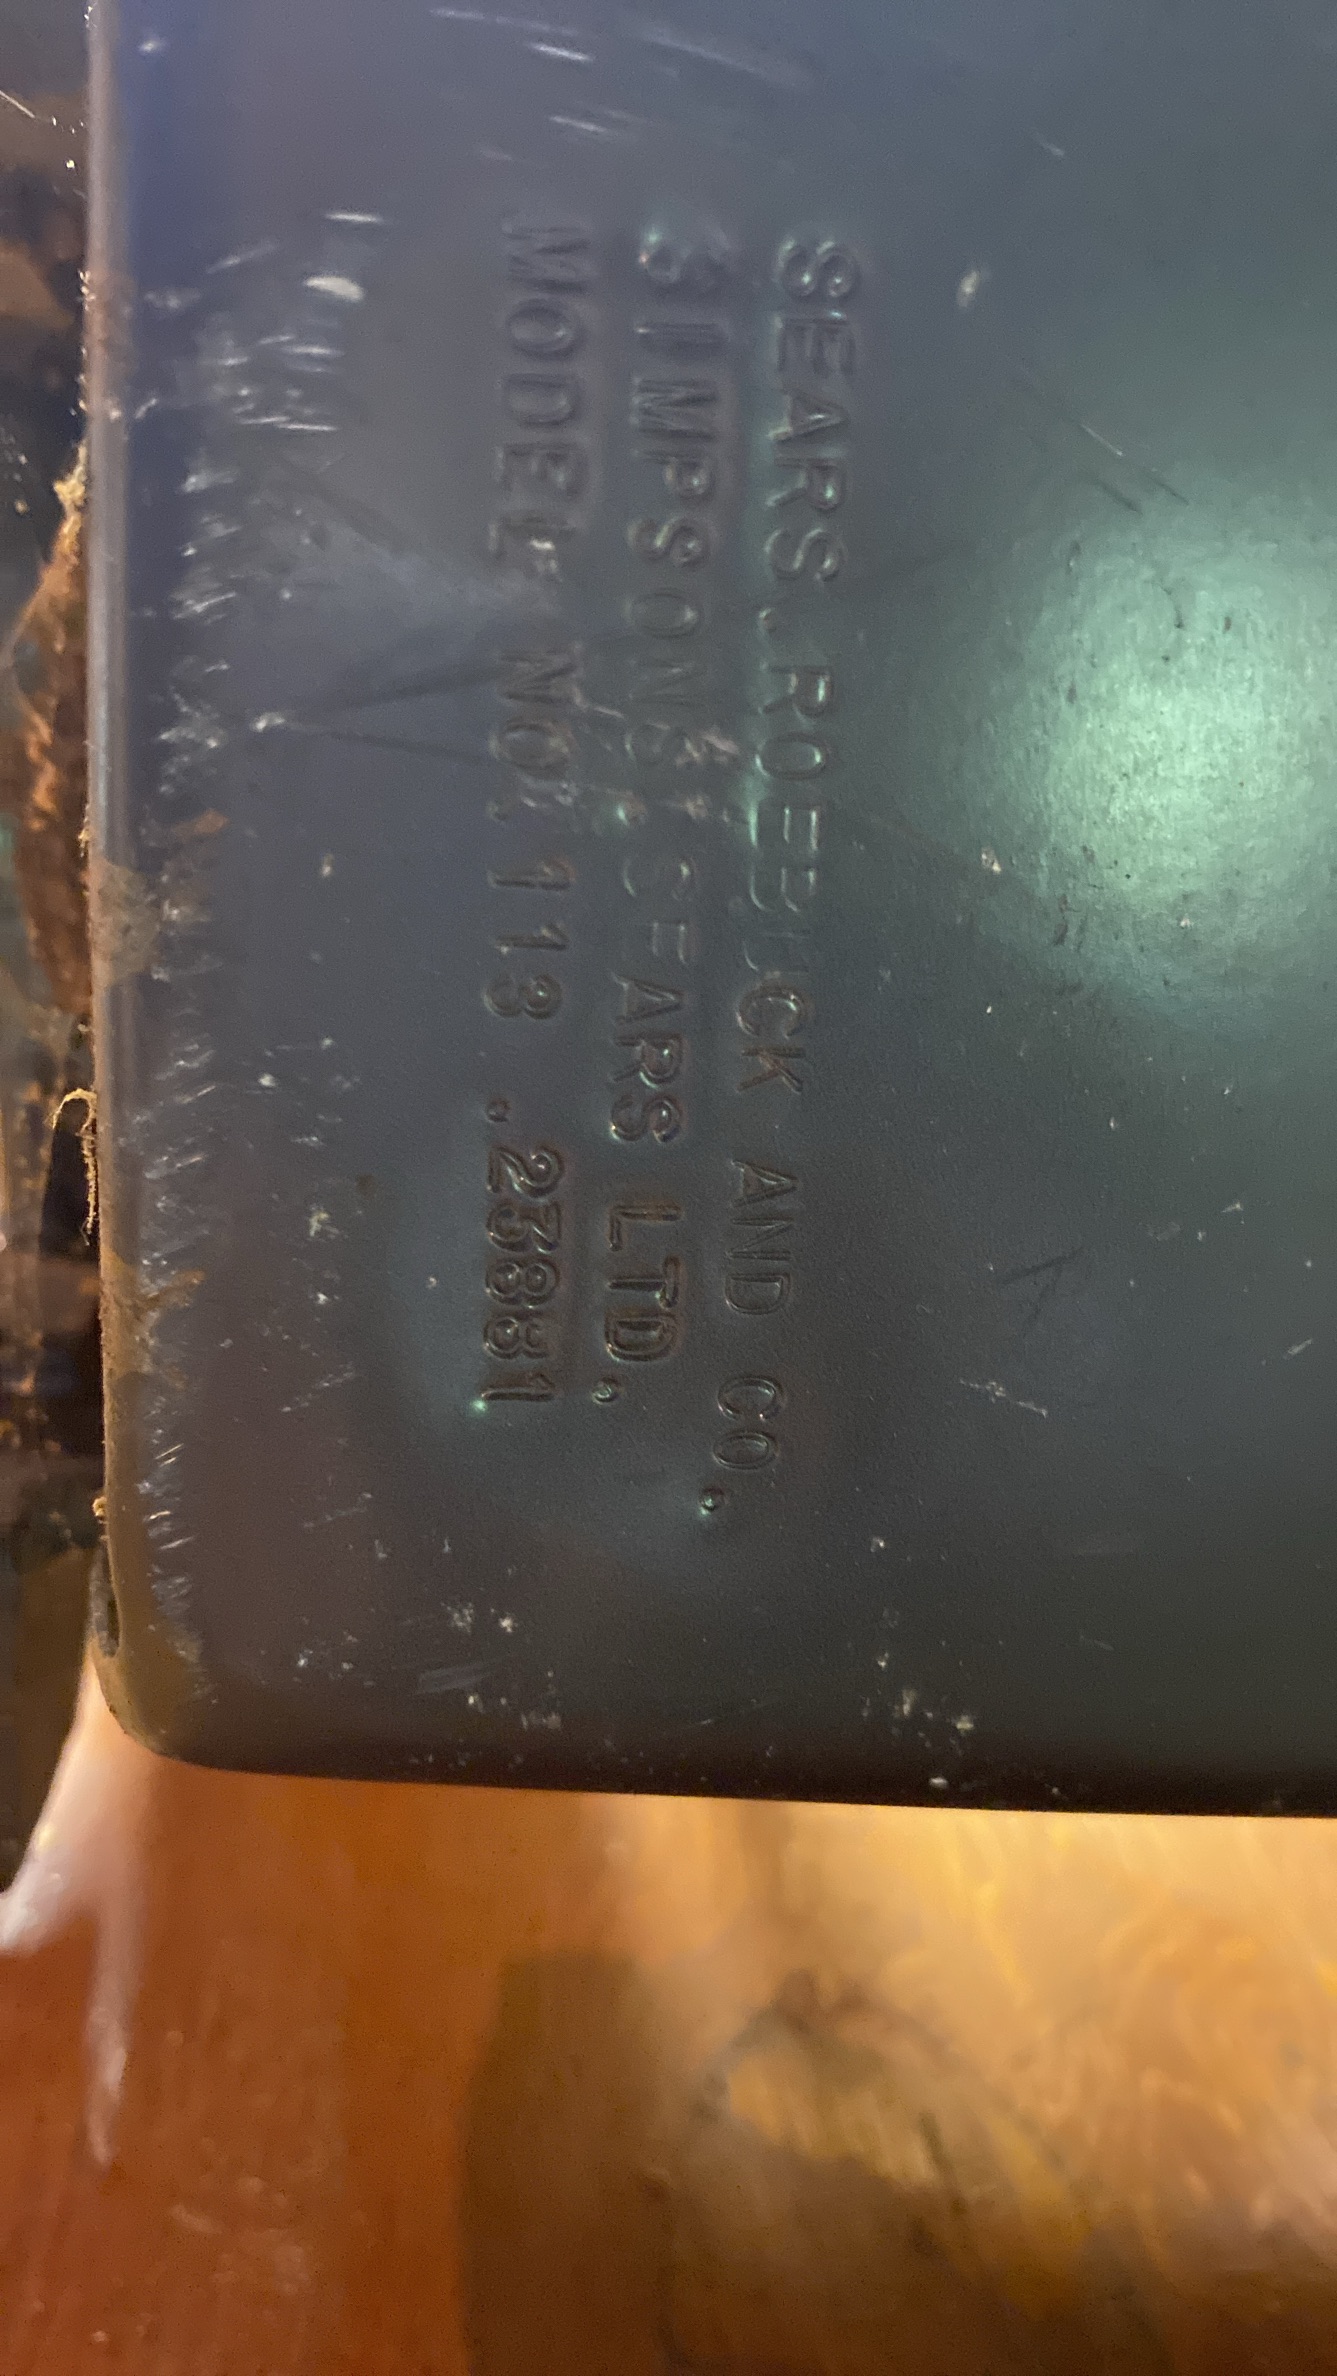 SEARS, ROEBUCK AND CO.
SIMPSONS-SEARS LTD.
MODEL NO. 113 .23881